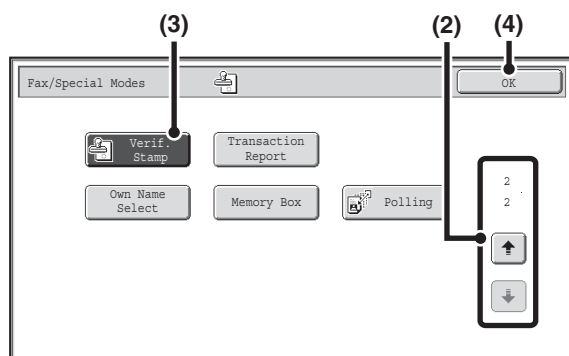 (3)
(2)
(4)
Fax/Special Modes
OK
Verif.
Stamp
Transaction
Report
Own Name
Select
Memory Box
Polling
2
2